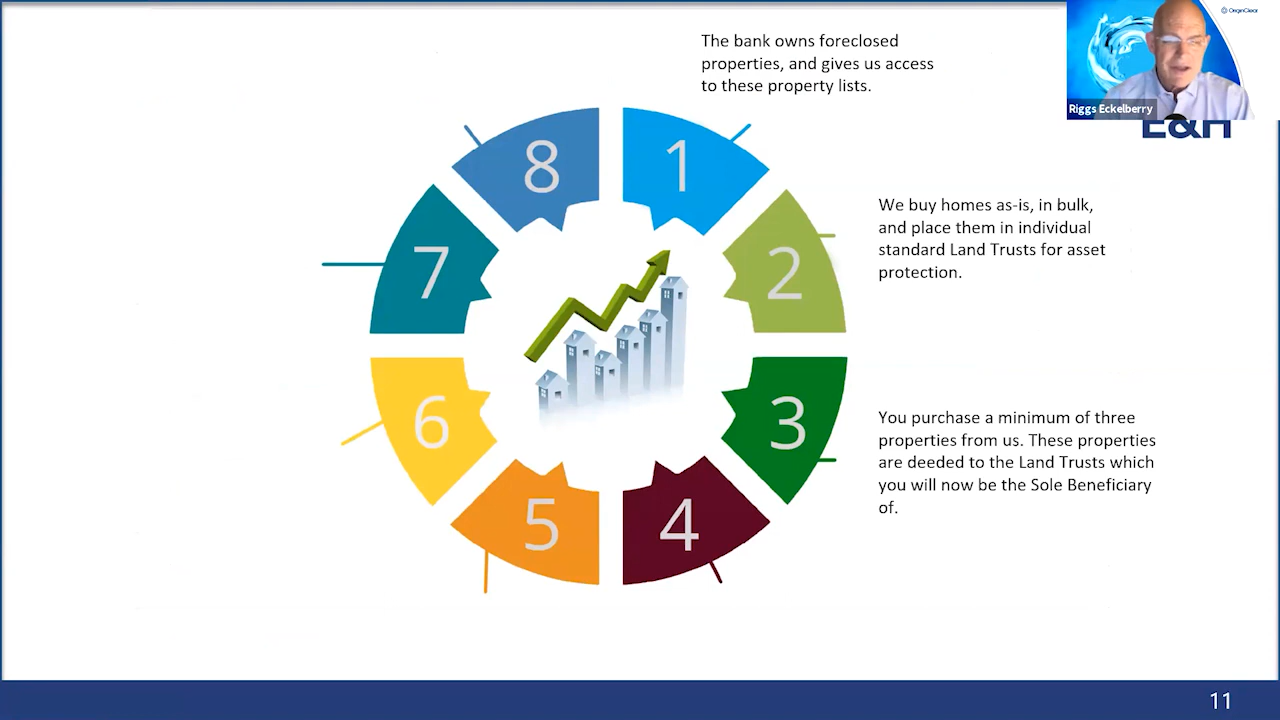 The bank owns foreclosed
properties, and gives us access
to these property lists.
OriginClear
Riggs Eckelberry
E&H
8
1
7
2
We buy homes as-is, in bulk,
and place them in individual
standard Land Trusts for asset
protection.
6
3
You purchase a minimum of three
properties from us. These properties
are deeded to the Land Trusts which
you will now be the Sole Beneficiary
of.
5
4
11